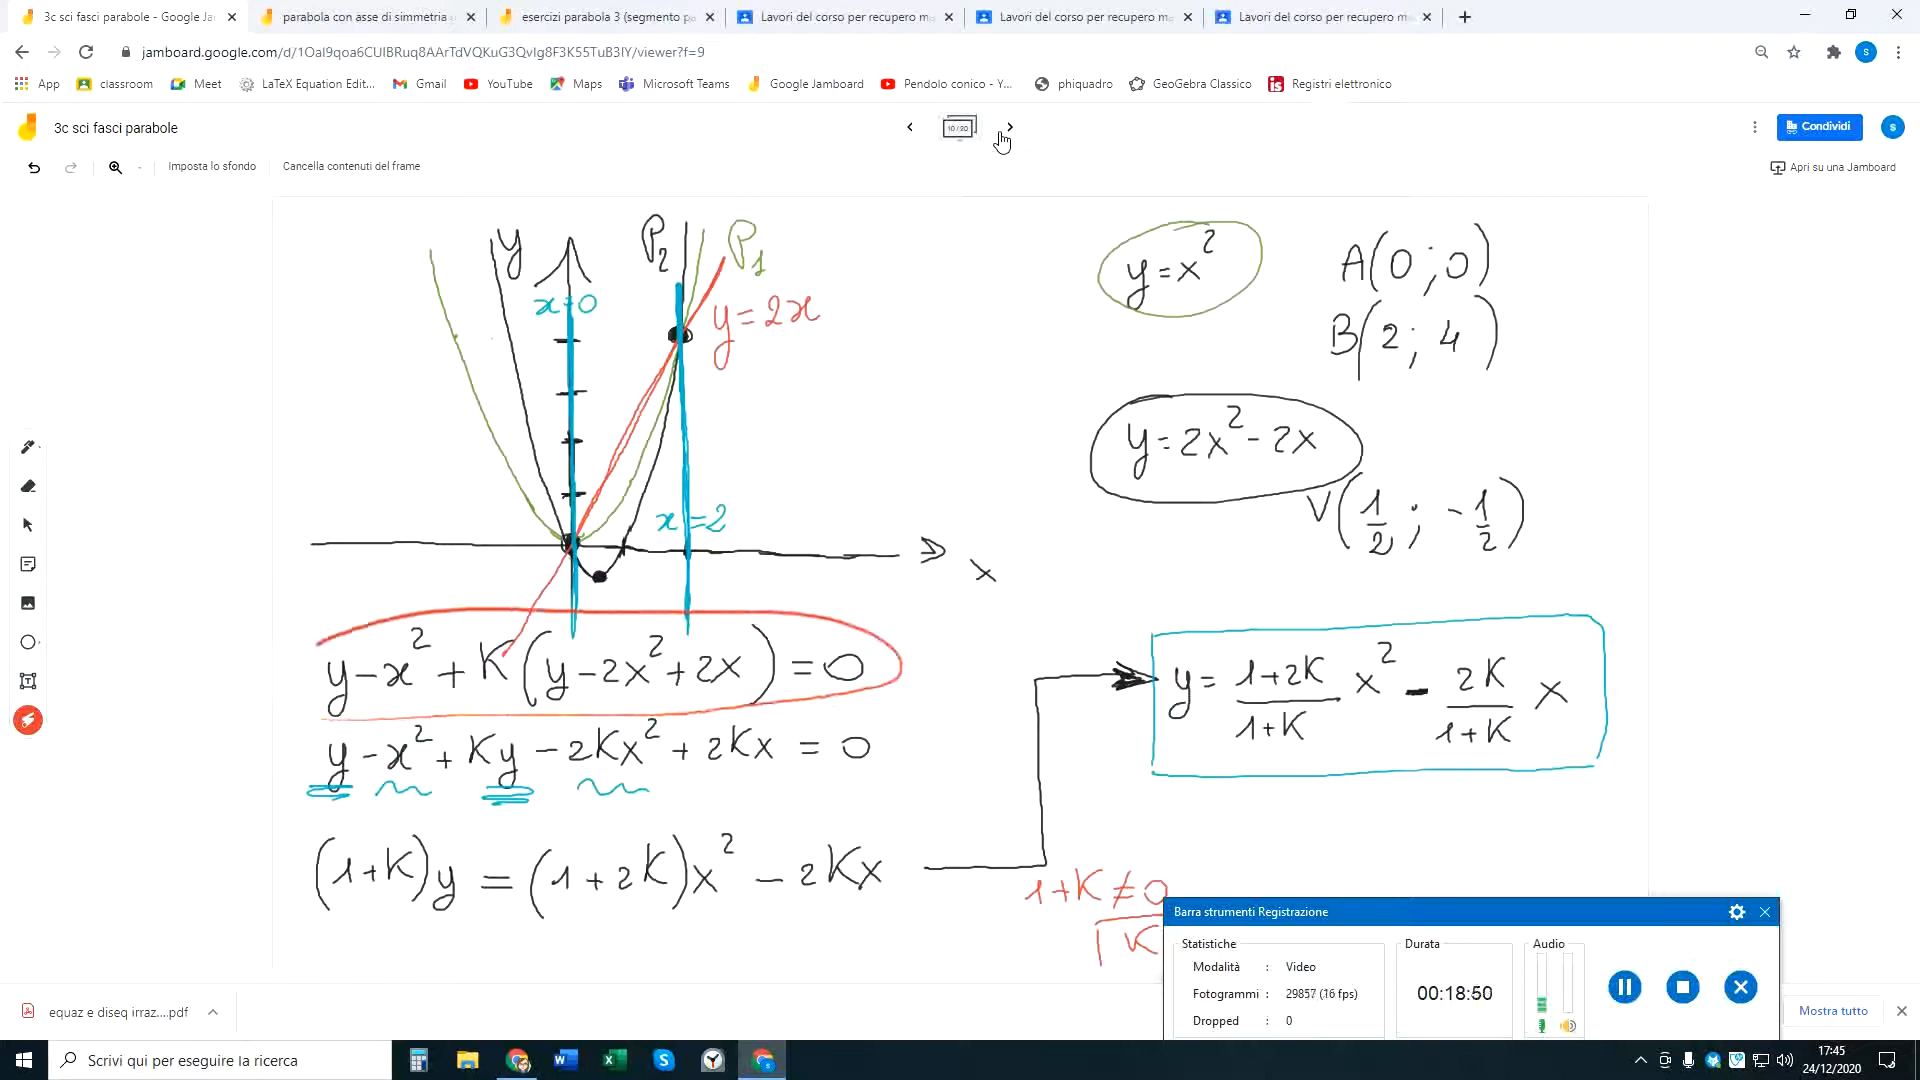 3c sci fasci parabole - Google Ja
parabola con asse di simmetria
esercizi parabola 3 (segmento p
Lavori del corso per recupero m
Lavori del corso per recupero m
Lavori del corso per recupero m
jamboard.google.com/d/1OaI9qoa6CUlBRuq8AArTdVQKuG3QvIg8F3K55TuB3IY/viewer?f=9
App
classroom
Meet
LaTeX Equation Edit...
Gmail
YouTube
Maps
Microsoft Teams
Google Jamboard
Pendolo conico - Y...
phiquadro
GeoGebra Classico
Registri elettronico
3c sci fasci parabole
10 / 20
Condividi
Imposta lo sfondo
Cancella contenuti del frame
Apri su una Jamboard
y
P₂
P₁
x=0
y=2x
x=2
x
y=x²
A(0;0)
B(2;4)
y=2x²-2x
V(1/2;-1/2)
y-x²+K(y-2x²+2x)=0
y-x²+Ky-2Kx²+2Kx=0
(1+K)y=(1+2K)x²-2Kx
y=(1+2K)/(1+K) x² - 2K/(1+K) x
1+K≠0
K
Barra strumenti Registrazione
Statistiche
Modalità : Video
Fotogrammi : 29857 (16 fps)
Dropped : 0
Durata
00:18:50
Audio
equaz e diseq irraz....pdf
Mostra tutto
Scrivi qui per eseguire la ricerca
17:45
24/12/2020